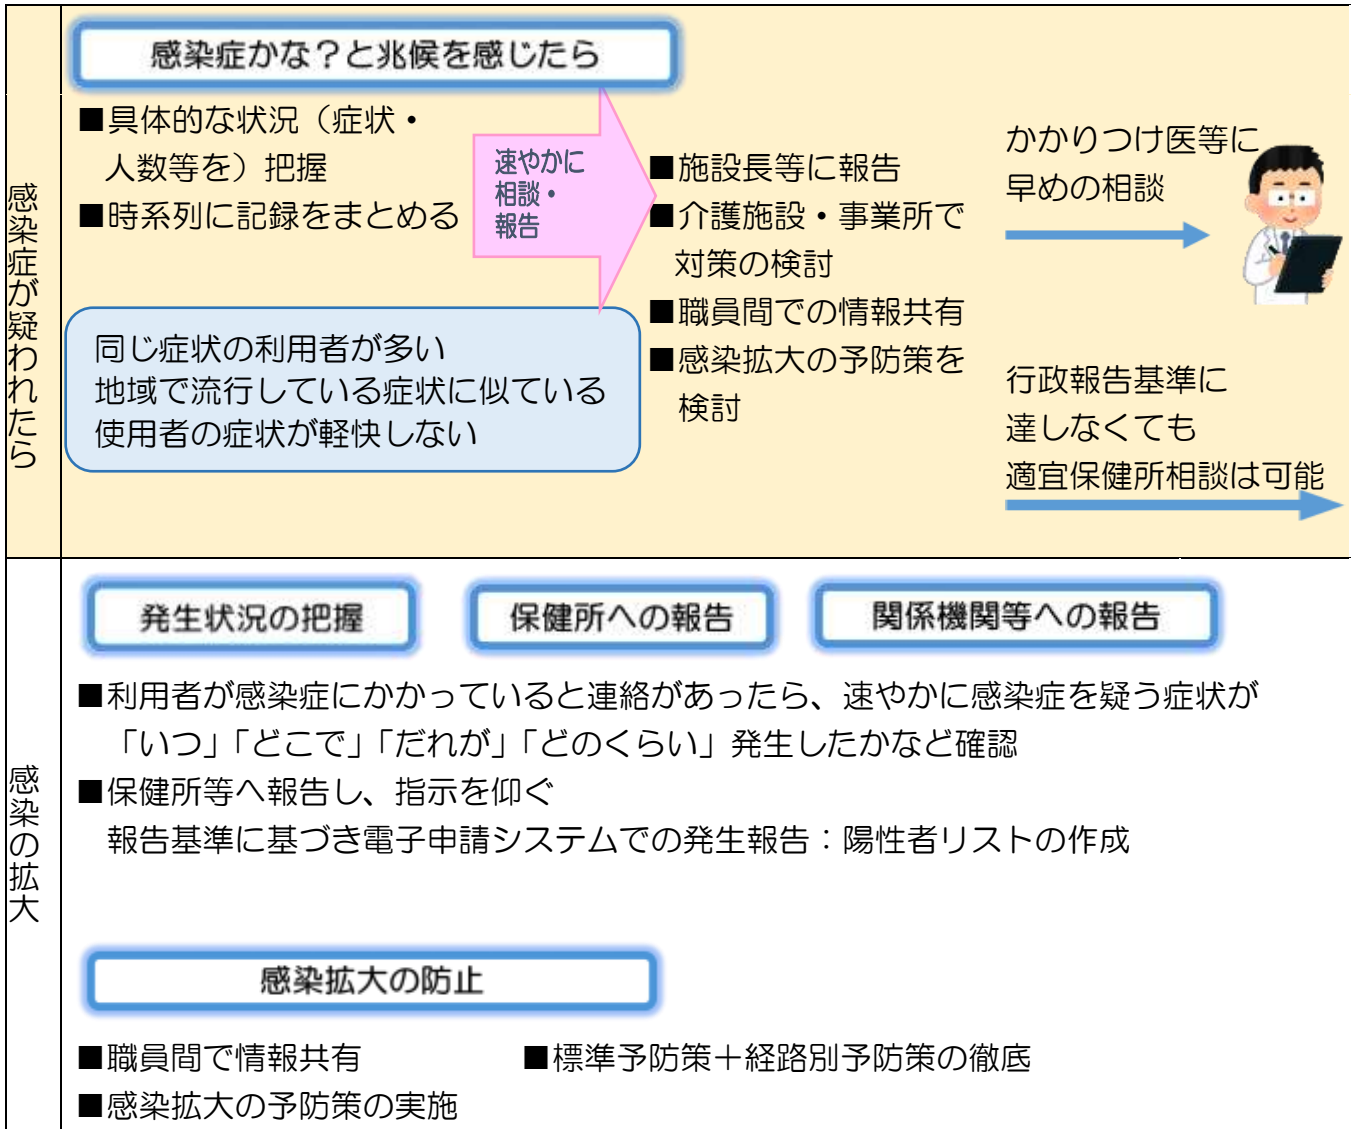 感染症が疑われたら
感染症かな？と兆候を感じたら
■具体的な状況（症状・
人数等を）把握
■時系列に記録をまとめる
速やかに
相談・
報告
同じ症状の利用者が多い
地域で流行している症状に似ている
使用者の症状が軽快しない
■施設長等に報告
■介護施設・事業所で
対策の検討
■職員間での情報共有
■感染拡大の予防策を
検討
かかりつけ医等に
早めの相談
行政報告基準に
達しなくても
適宜保健所相談は可能
感染の拡大
発生状況の把握
保健所への報告
関係機関等への報告
■利用者が感染症にかかっていると連絡があったら、速やかに感染症を疑う症状が
「いつ」「どこで」「だれが」「どのくらい」発生したかなど確認
■保健所等へ報告し、指示を仰ぐ
報告基準に基づき電子申請システムでの発生報告：陽性者リストの作成
感染拡大の防止
■職員間で情報共有
■標準予防策＋経路別予防策の徹底
■感染拡大の予防策の実施